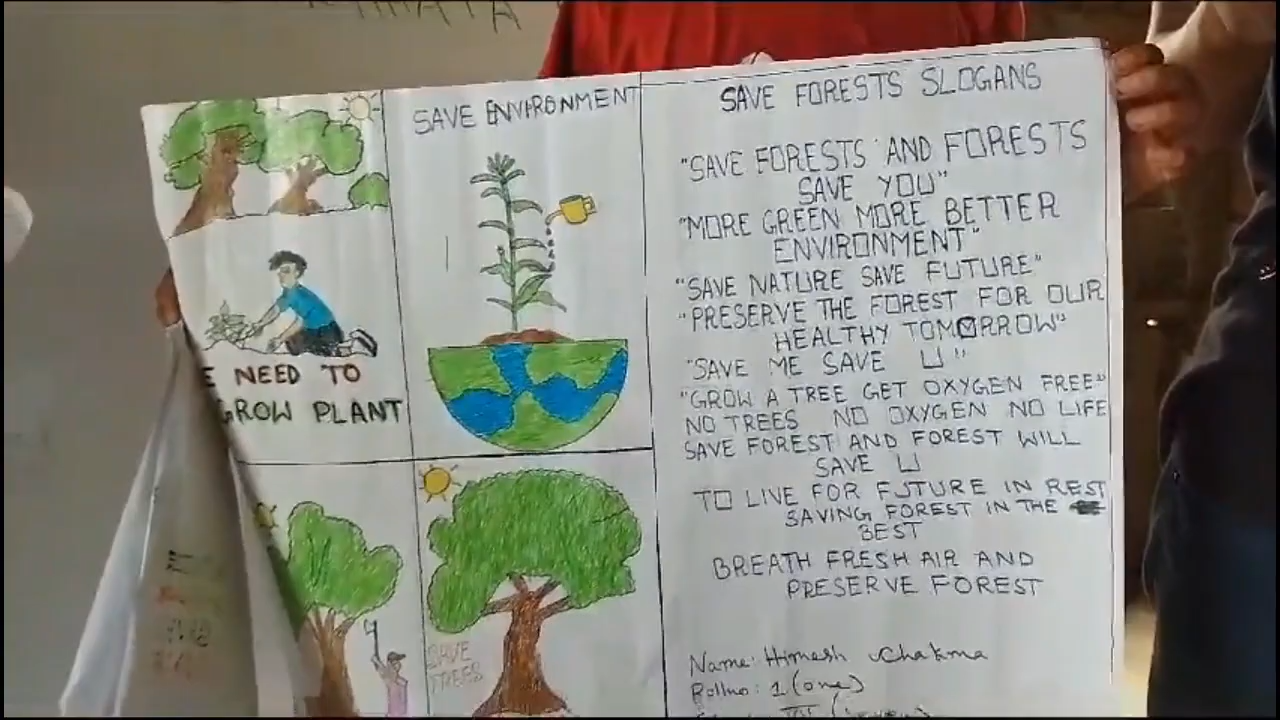 SAVE ENVIRONMENT
NEED TO
GROW PLANT
SAVE
TREES
SAVE FORESTS SLOGANS
"SAVE FORESTS AND FORESTS
SAVE YOU"
"MORE GREEN MORE BETTER
ENVIRONMENT"
"SAVE NATURE SAVE FUTURE"
"PRESERVE THE FOREST FOR OUR
HEALTHY TOMORROW"
"SAVE ME SAVE U"
"GROW A TREE GET OXYGEN FREE"
NO TREES NO OXYGEN NO LIFE
SAVE FOREST AND FOREST WILL
SAVE U
TO LIVE FOR FUTURE IN REST
SAVING FOREST IN THE
BEST
BREATH FRESH AIR AND
PRESERVE FOREST
Name: Himesh Chakma
Rollno: 1 (one)